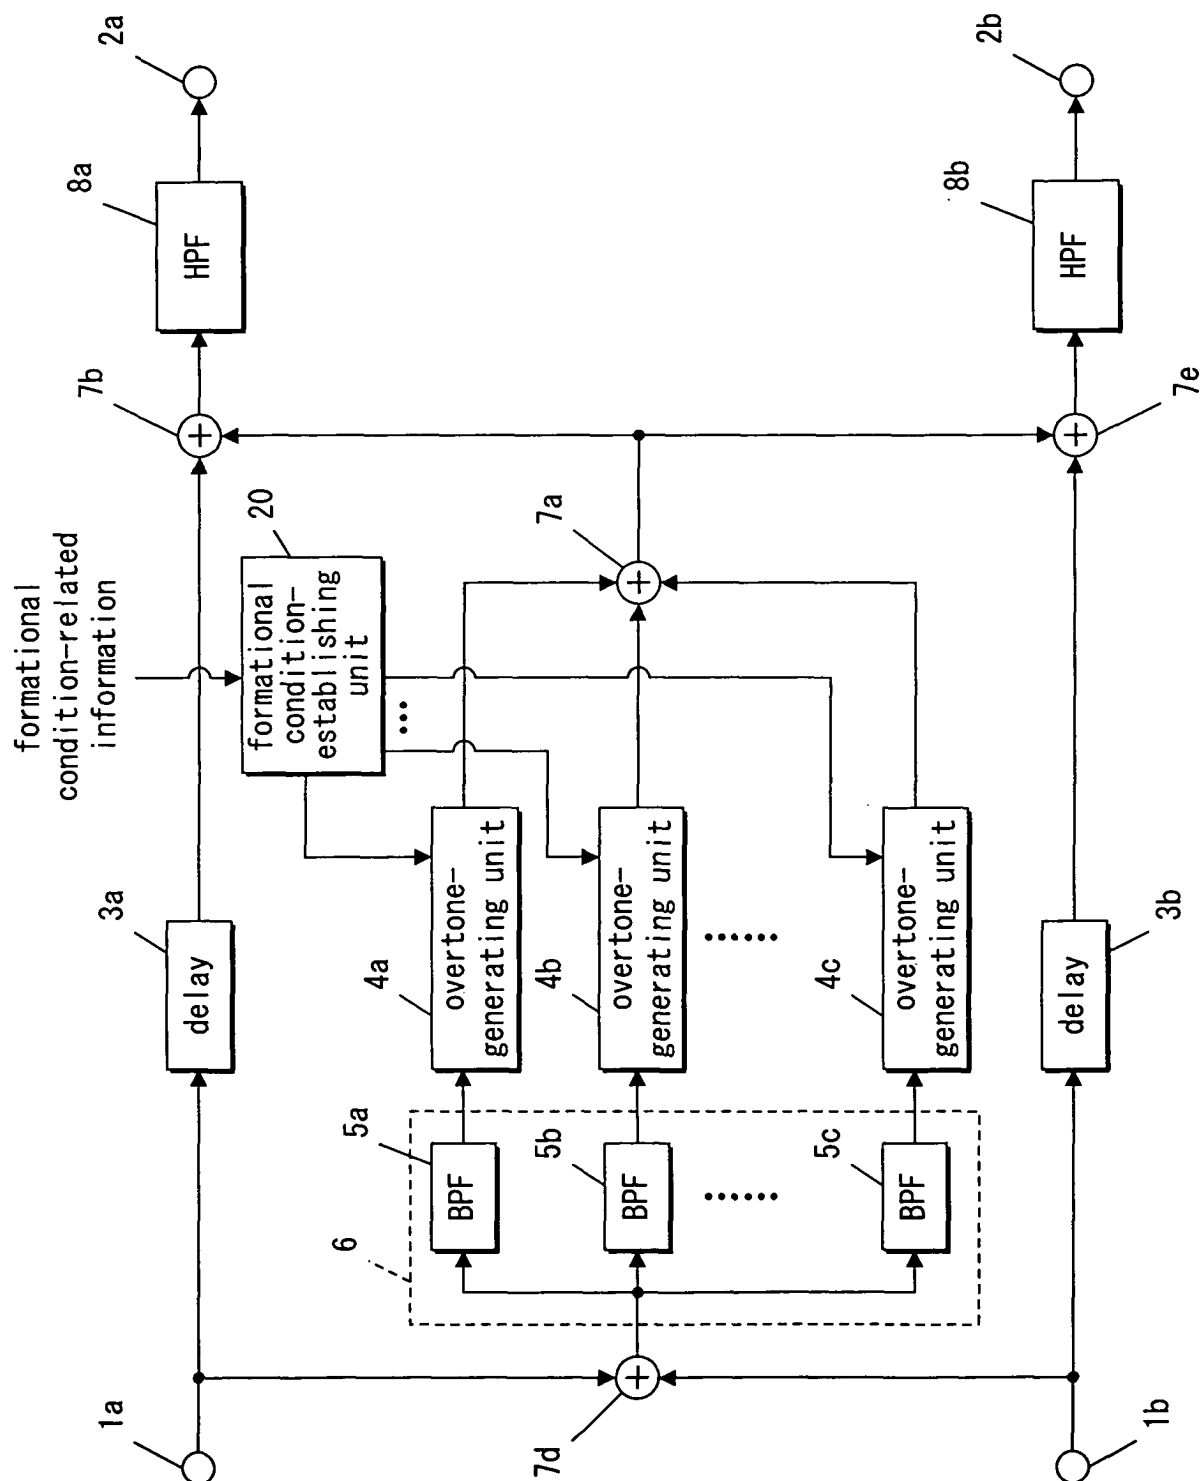 formational
condition-related
information
1a
3a
delay
7b
8a
HPF
2a
20
formational
condition-
establishing
unit
...
4a
overtone-
generating unit
4b
overtone-
generating unit
......
4c
overtone-
generating unit
7a
6
5a
BPF
5b
BPF
......
5c
BPF
7d
1b
3b
delay
7e
8b
HPF
2b